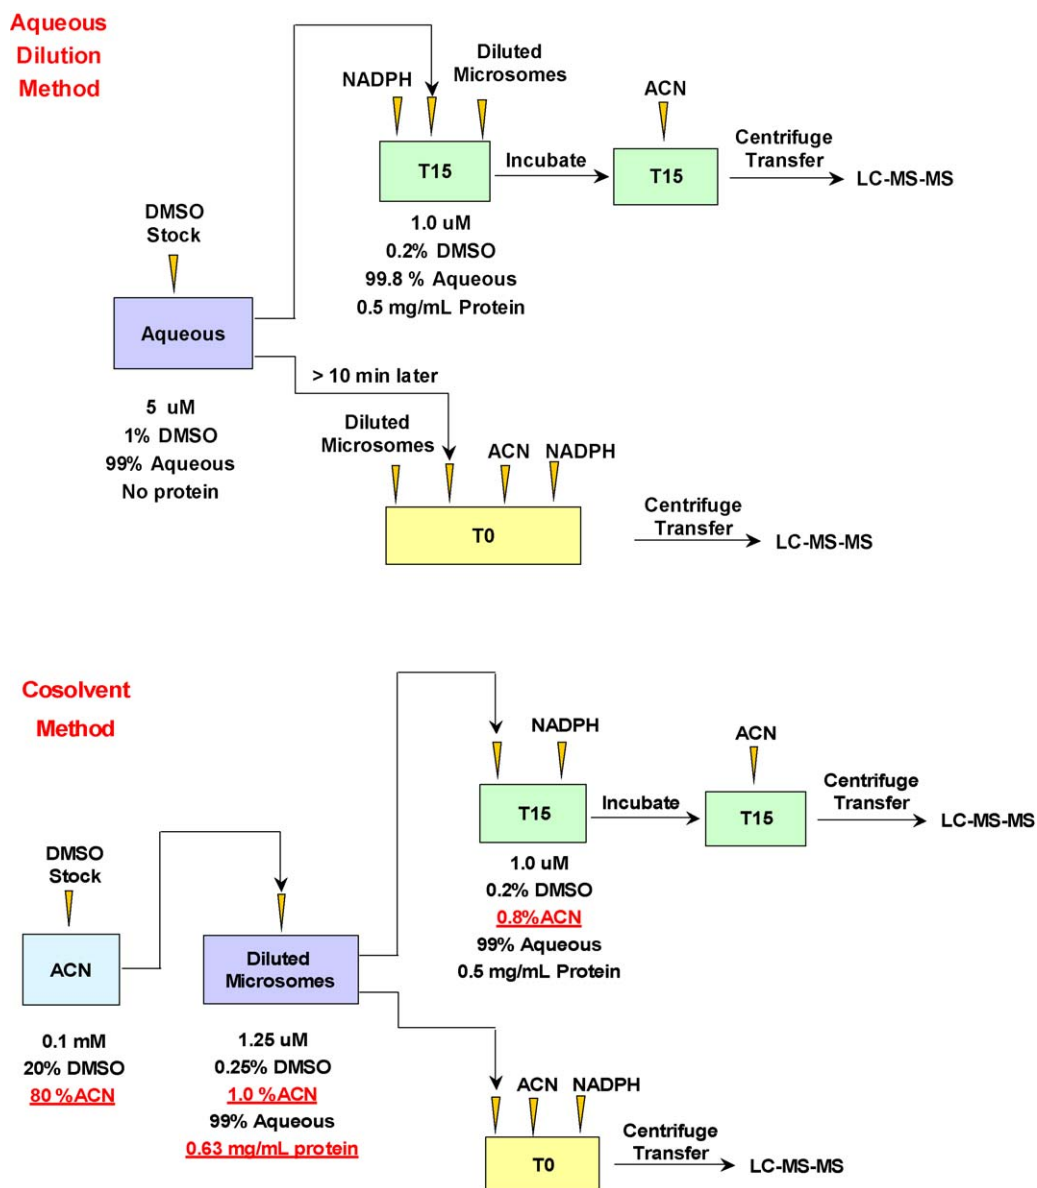 Aqueous
Dilution
Method
NADPH
Diluted
Microsomes
T15
Incubate
ACN
T15
Centrifuge
Transfer
LC-MS-MS
1.0 uM
0.2% DMSO
99.8 % Aqueous
0.5 mg/mL Protein
DMSO
Stock
Aqueous
5 uM
1% DMSO
99% Aqueous
No protein
> 10 min later
Diluted
Microsomes
ACN
NADPH
T0
Centrifuge
Transfer
LC-MS-MS
Cosolvent
Method
NADPH
T15
Incubate
ACN
T15
Centrifuge
Transfer
LC-MS-MS
1.0 uM
0.2% DMSO
0.8%ACN
99% Aqueous
0.5 mg/mL Protein
DMSO
Stock
ACN
0.1 mM
20% DMSO
80 %ACN
Diluted
Microsomes
1.25 uM
0.25% DMSO
1.0 %ACN
99% Aqueous
0.63 mg/mL protein
ACN
NADPH
T0
Centrifuge
Transfer
LC-MS-MS